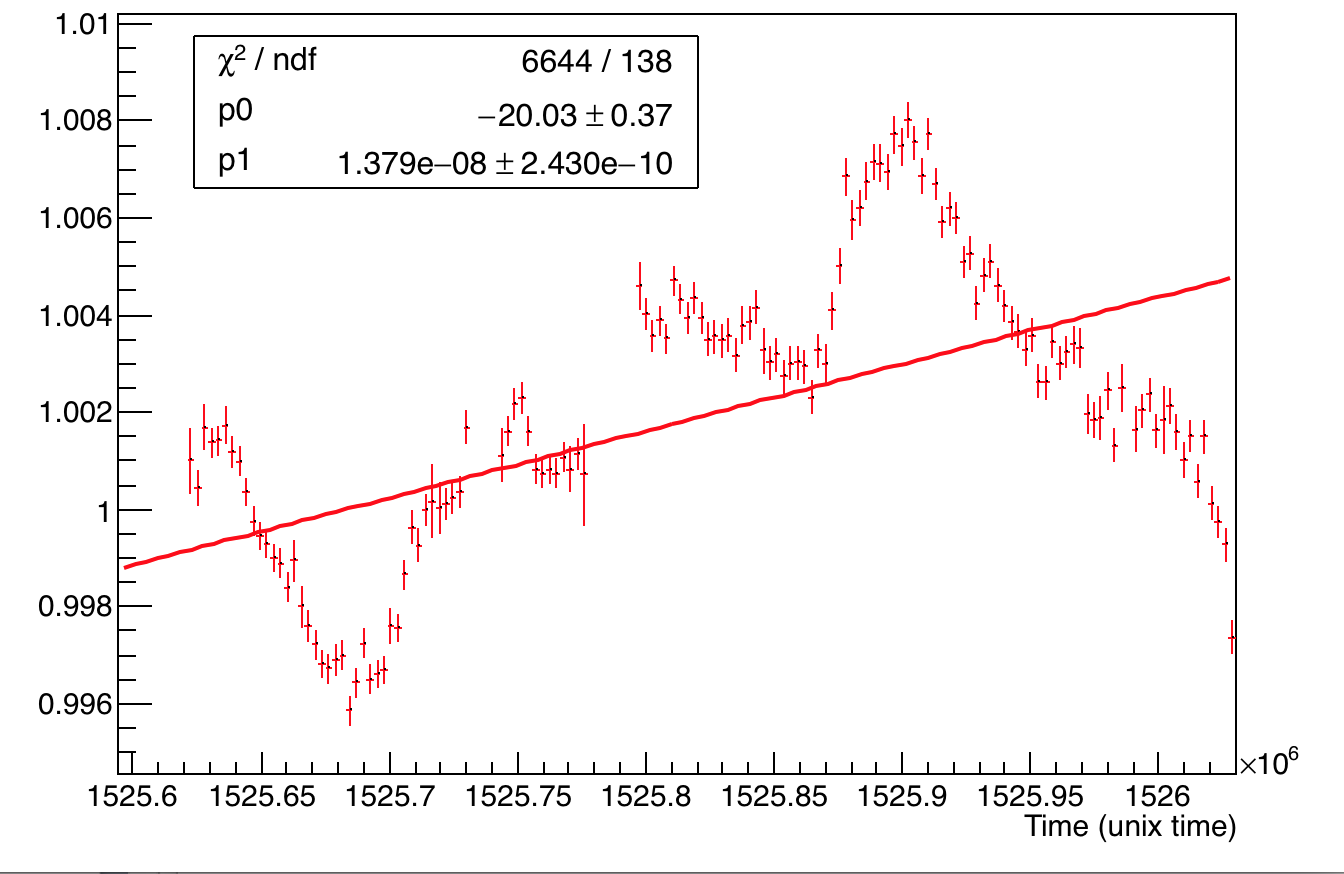 1.01
1.008
1.006
1.004
1.002
1
0.998
0.996
χ² / ndf 6644 / 138
p0 −20.03 ± 0.37
p1 1.379e−08 ± 2.430e−10
1525.6 1525.65 1525.7 1525.75 1525.8 1525.85 1525.9 1525.95 1526
×10⁶
Time (unix time)